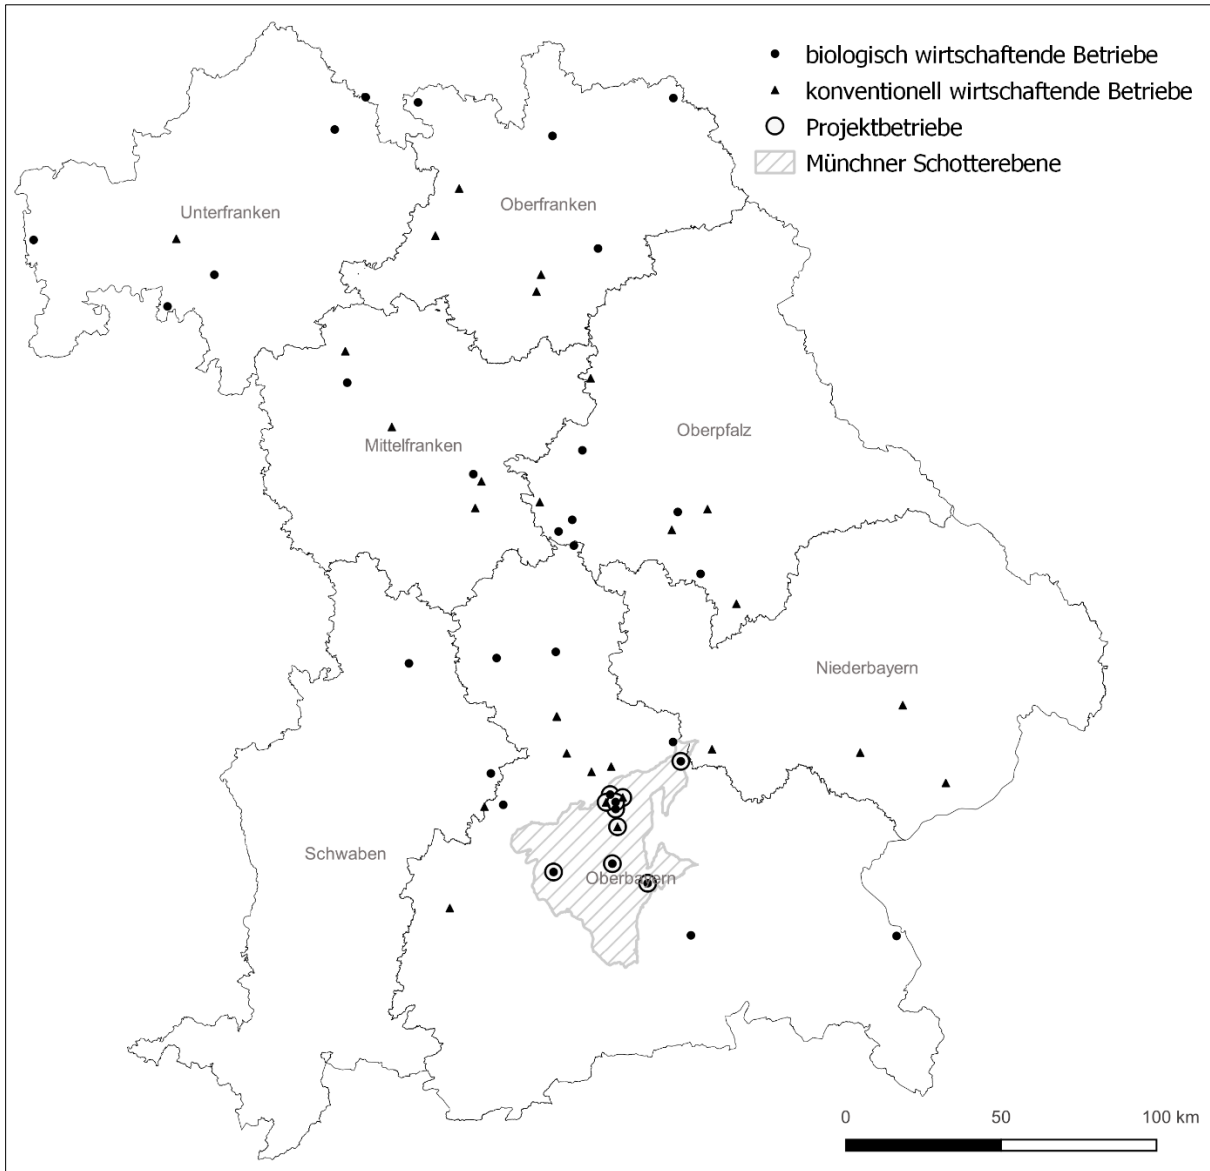 biologisch wirtschaftende Betriebe
konventionell wirtschaftende Betriebe
Projektbetriebe
Münchner Schotterebene
Unterfranken
Oberfranken
Oberpfalz
Mittelfranken
Niederbayern
Schwaben
Oberbayern
0 50 100 km